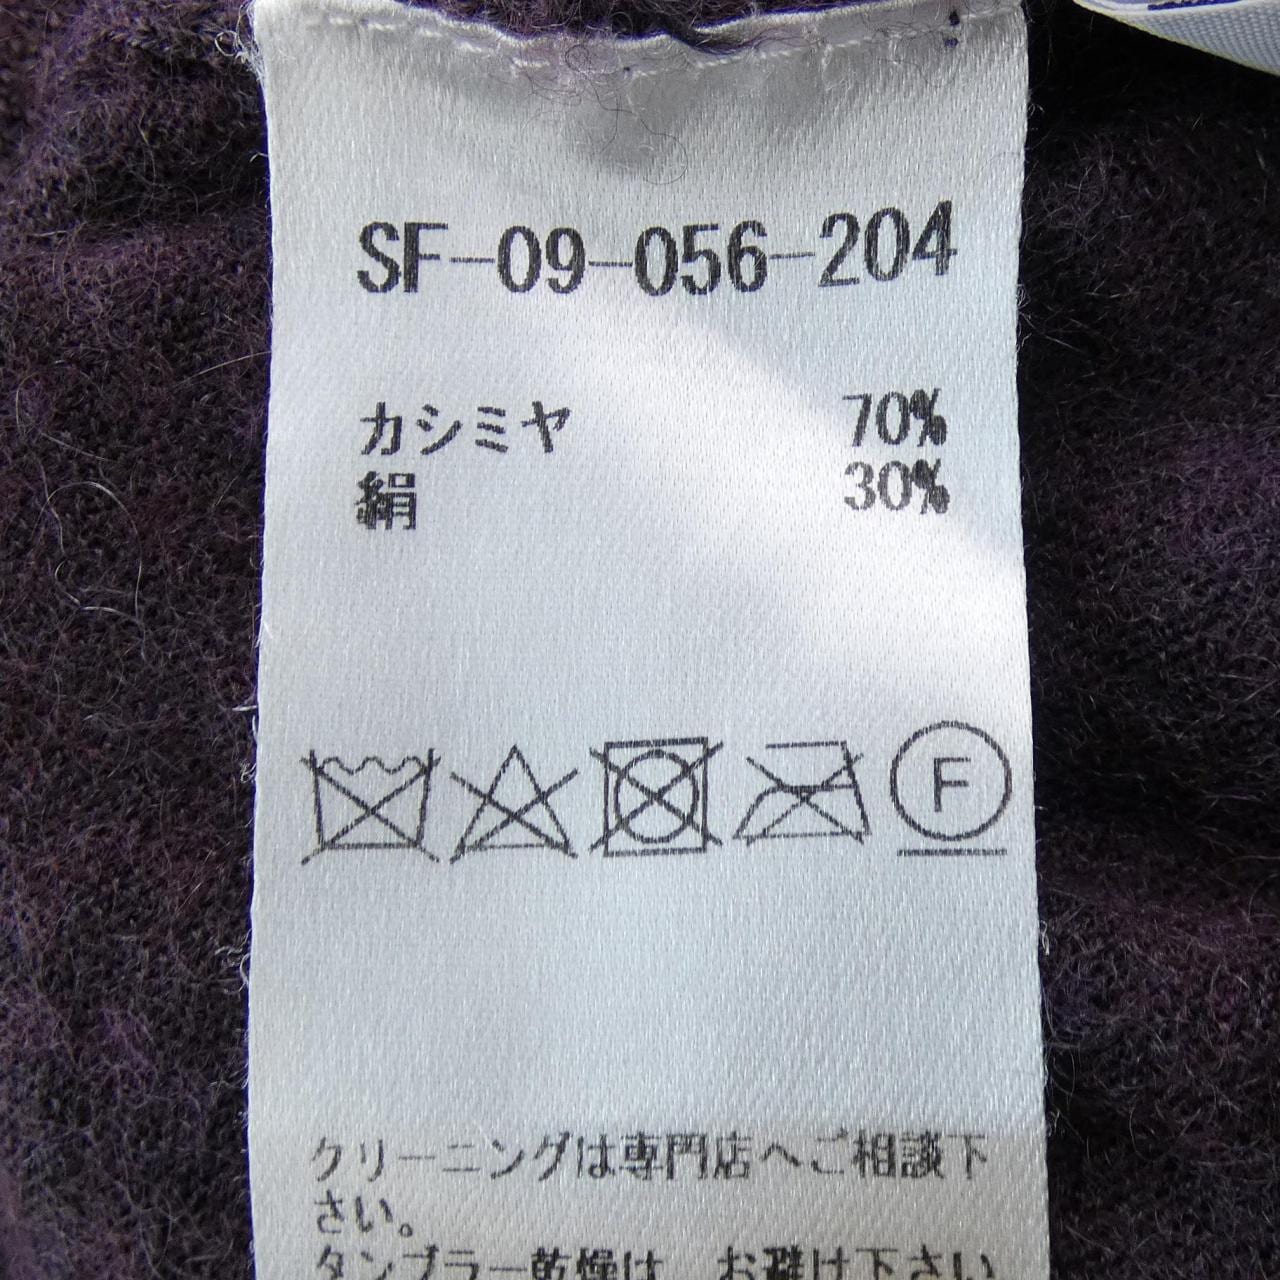 SF-09-056-204
カシミヤ 70%
絹 30%
F
クリーニングは専門店へご相談下
さい。
タンブラー乾燥は、お避け下さい